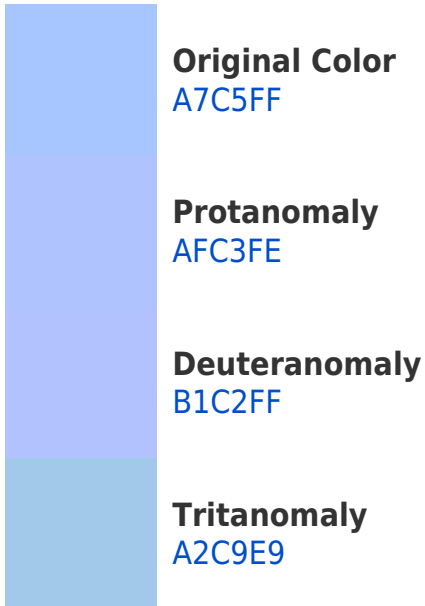 Original Color
A7C5FF
Protanomaly
AFC3FE
Deuteranomaly
B1C2FF
Tritanomaly
A2C9E9